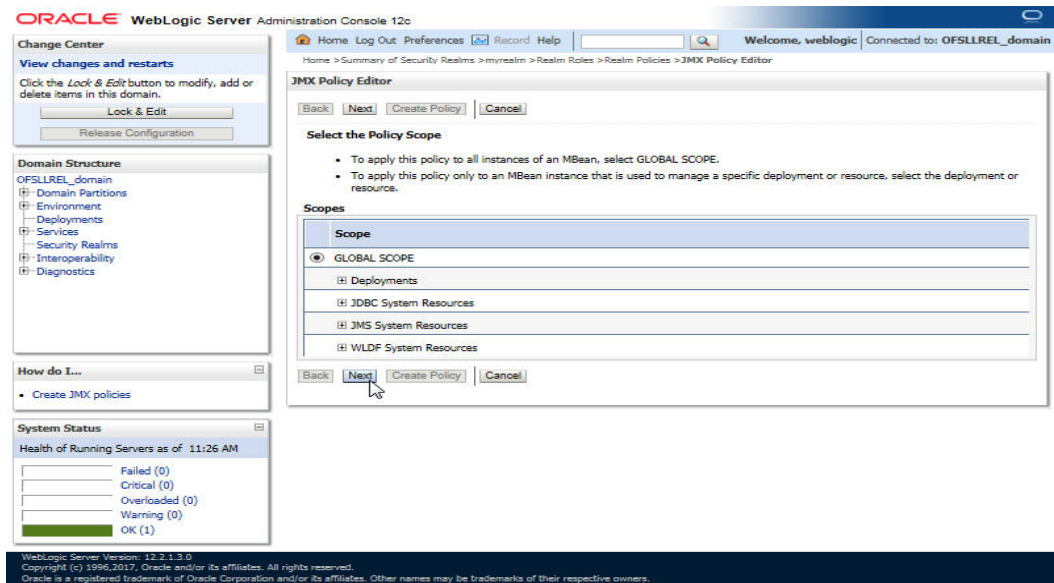 ORACLE WebLogic Server Administration Console 12c
Change Center
View changes and restarts
Click the Lock & Edit button to modify, add or
delete items in this domain.
Lock & Edit
Release Configuration
Domain Structure
OFSLLREL_domain
Domain Partitions
Environment
Deployments
Services
Security Realms
Interoperability
Diagnostics
How do I...
Create JMX policies
System Status
Health of Running Servers as of 11:26 AM
Failed (0)
Critical (0)
Overloaded (0)
Warning (0)
OK (1)
Home Log Out Preferences Record Help
Welcome, weblogic Connected to: OFSLLREL_domain
Home >Summary of Security Realms >myrealm >Realm Roles >Realm Policies >JMX Policy Editor
JMX Policy Editor
Back Next Create Policy Cancel
Select the Policy Scope
• To apply this policy to all instances of an MBean, select GLOBAL SCOPE.
• To apply this policy only to an MBean instance that is used to manage a specific deployment or resource, select the deployment or
resource.
Scopes
Scope
GLOBAL SCOPE
Deployments
JDBC System Resources
JMS System Resources
WLDF System Resources
Back Next Create Policy Cancel
WebLogic Server Version: 12.2.1.3.0
Copyright (c) 1996,2017, Oracle and/or its affiliates. All rights reserved.
Oracle is a registered trademark of Oracle Corporation and/or its affiliates. Other names may be trademarks of their respective owners.